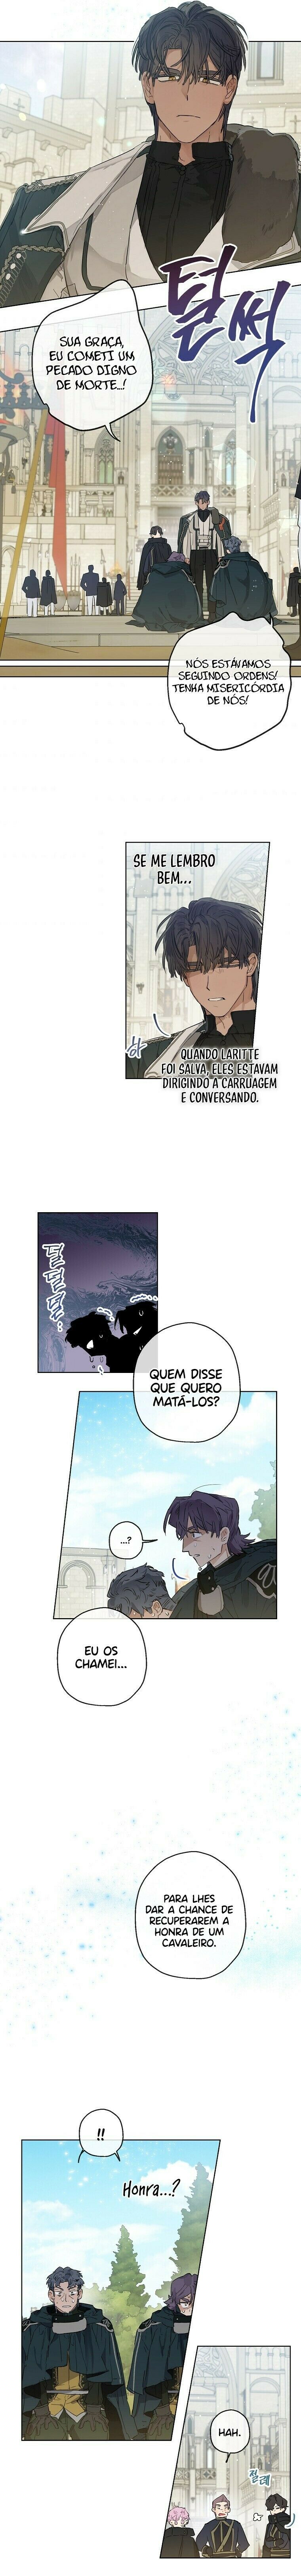 털썩
SUA GRAÇA,
EU COMETI UM
PECADO DIGNO
DE MORTE..!
NÓS ESTÁVAMOS
SEGUINDO ORDENS!
TENHA MISERICÓRDIA
DE NÓS!
SE ME LEMBRO
BEM...
QUANDO LARITTE
FOI SALVA, ELES ESTAVAM
DIRIGINDO A CARRUAGEM
E CONVERSANDO.
QUEM DISSE
QUE QUERO
MATÁ-LOS?
...?
EU OS
CHAMEI...
PARA LHES
DAR A CHANCE DE
RECUPERAREM A
HONRA DE UM
CAVALEIRO.
!!
Honra...?
HAH.